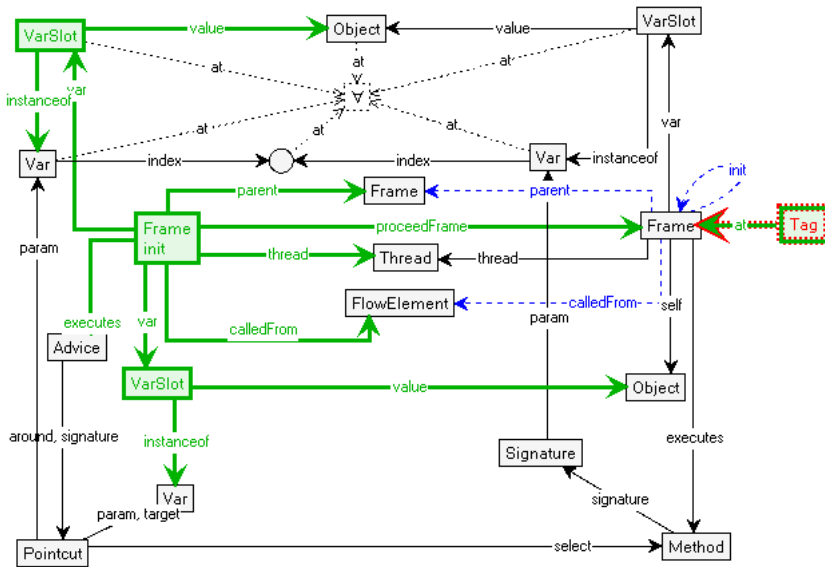 VarSlot
value
Object
value
VarSlot
at
at
at
instanceof
var
∀
at
at
at
var
Var
index
index
Var
instanceof
parent
Frame
parent
init
param
Frame
init
proceedFrame
Frame
at
Tag
thread
Thread
thread
FlowElement
calledFrom
self
executes
var
calledFrom
param
Advice
VarSlot
value
Object
around, signature
instanceof
executes
Signature
Var
param, target
signature
Pointcut
select
Method